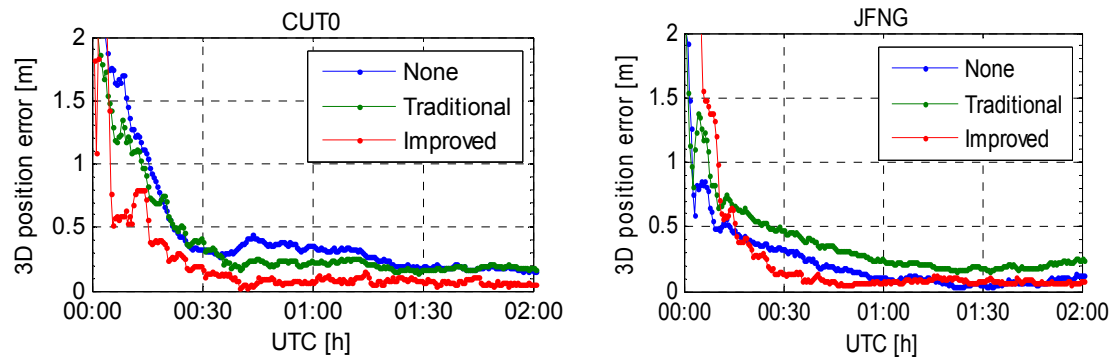 CUT0
3D position error [m]
2
1.5
1
0.5
0
None
Traditional
Improved
00:00 00:30 01:00 01:30 02:00
UTC [h]
JFNG
3D position error [m]
2
1.5
1
0.5
0
None
Traditional
Improved
00:00 00:30 01:00 01:30 02:00
UTC [h]